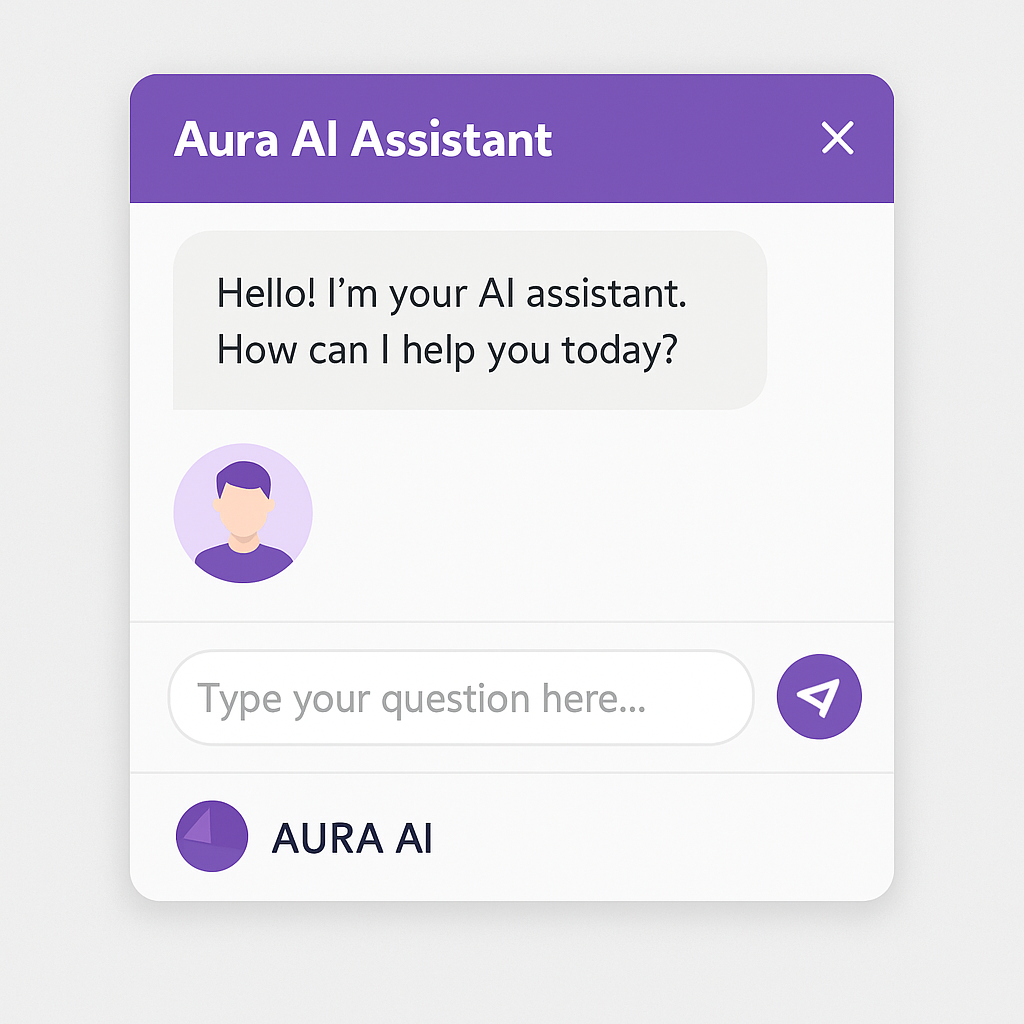 Aura AI Assistant
Hello! I’m your AI assistant.
How can I help you today?
Type your question here...
AURA AI